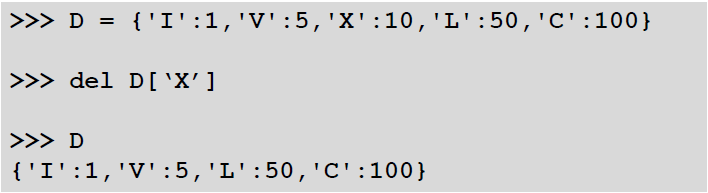 >>> D = {'I':1,'V':5,'X':10,'L':50,'C':100}
>>> del D[‘X’]
>>> D
{'I':1,'V':5,'L':50,'C':100}